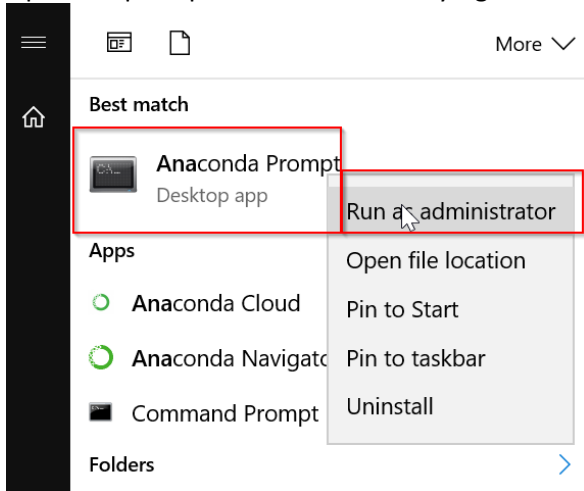 More
Best match
Anaconda Prompt
Desktop app
Run as administrator
Apps
Open file location
Anaconda Cloud
Pin to Start
Anaconda Navigatc
Pin to taskbar
Command Prompt
Uninstall
Folders